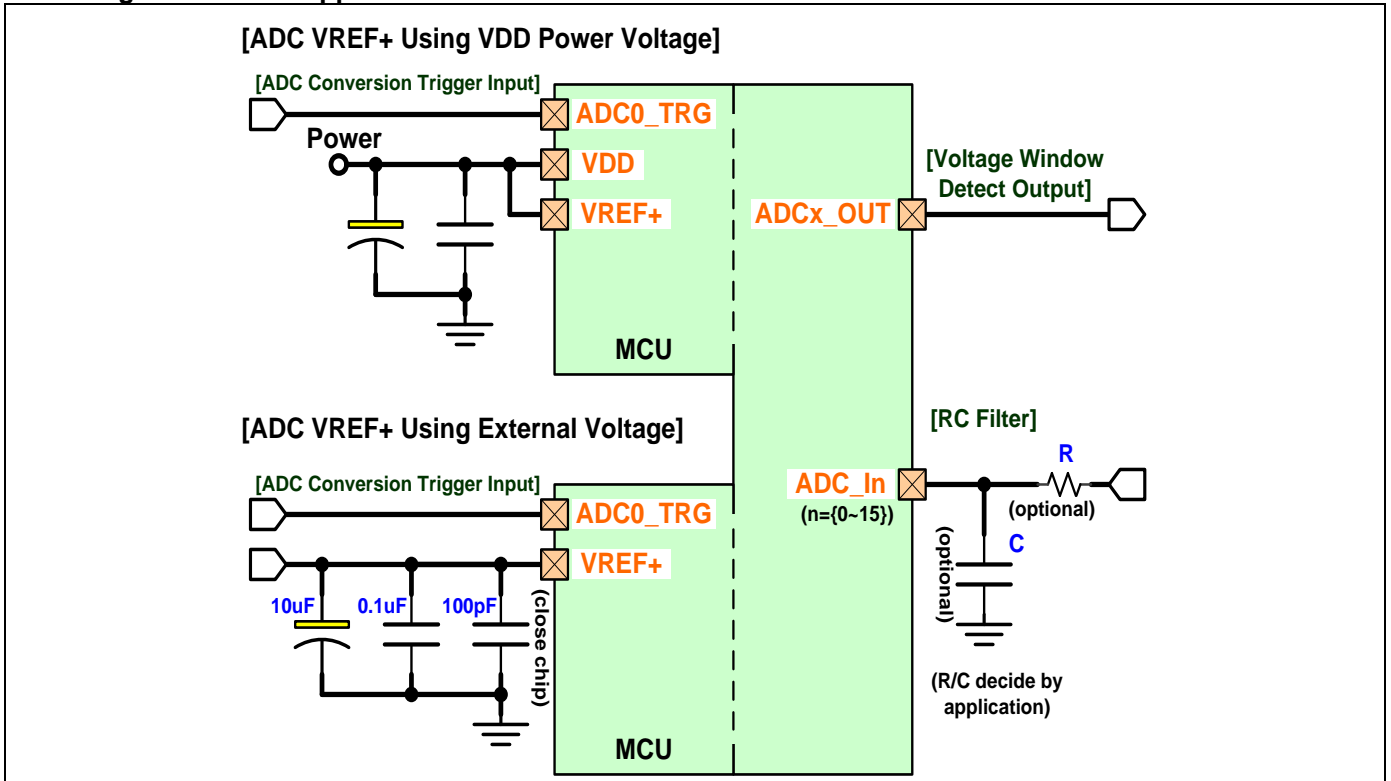 [ADC VREF+ Using VDD Power Voltage]
[ADC Conversion Trigger Input]
ADC0_TRG
Power
VDD
VREF+
MCU
[Voltage Window
Detect Output]
ADCx_OUT
[ADC VREF+ Using External Voltage]
[ADC Conversion Trigger Input]
ADC0_TRG
VREF+
10uF
0.1uF
100pF
(close chip)
MCU
[RC Filter]
R
ADC_In
(n={0~15})
(optional)
(optional)
C
(R/C decide by
application)